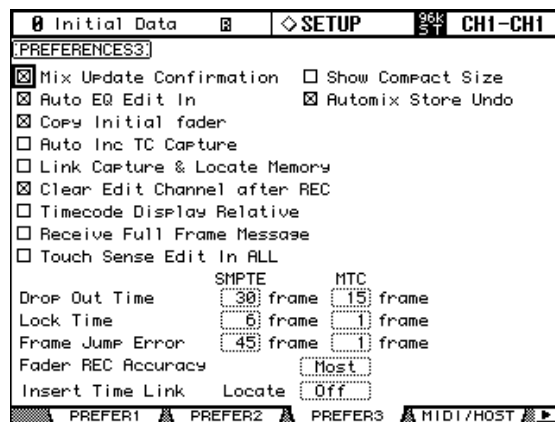 0 Initial Data SETUP 96k ST CH1-CH1
PREFERENCES3
Mix Update Confirmation Show Compact Size
Auto EQ Edit In Automix Store Undo
Copy Initial fader
Auto Inc TC Capture
Link Capture & Locate Memory
Clear Edit Channel after REC
Timecode Display Relative
Receive Full Frame Message
Touch Sense Edit In ALL
SMPTE MTC
Drop Out Time 30 frame 15 frame
Lock Time 6 frame 1 frame
Frame Jump Error 45 frame 1 frame
Fader REC Accuracy Most
Insert Time Link Locate Off
PREFER1 PREFER2 PREFER3 MIDI/HOST